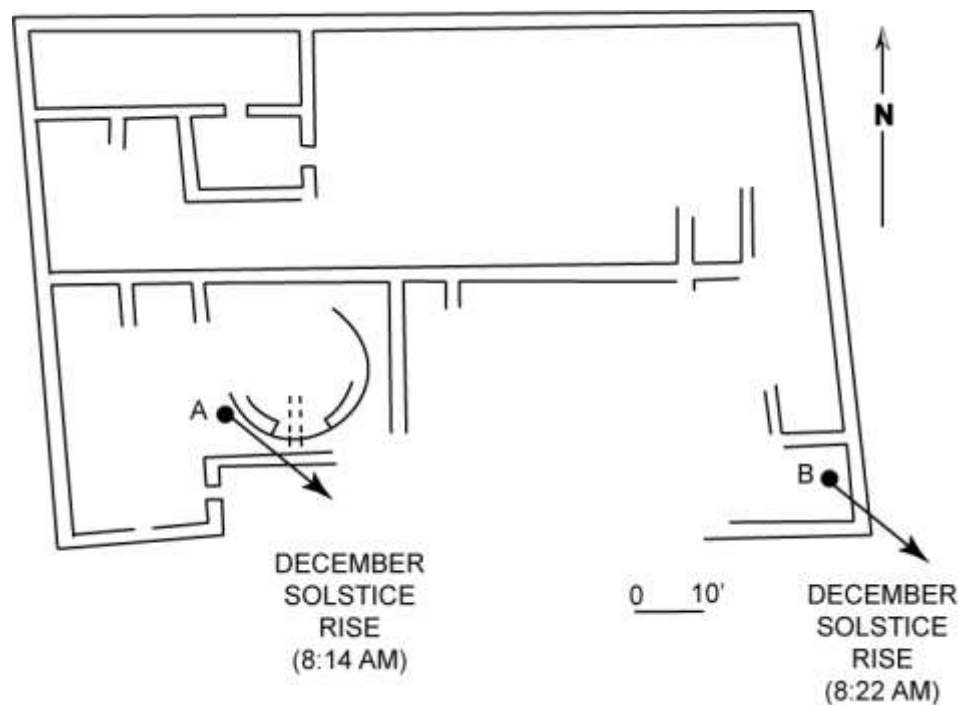 N
A
B
DECEMBER
SOLSTICE
RISE
(8:14 AM)
0 10'
DECEMBER
SOLSTICE
RISE
(8:22 AM)